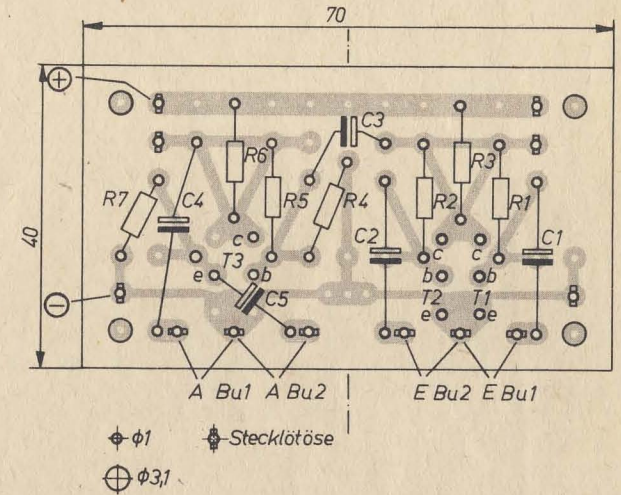 70
+
C3
R6
R3
R7
C4
R5
R4
R2
R1
40
C2
C1
c
T3
c
c
e
b
b
b
C5
T2
T1
e
e
−
A Bu1
A Bu2
E Bu2
E Bu1
ϕ1
Stecklötöse
ϕ3,1